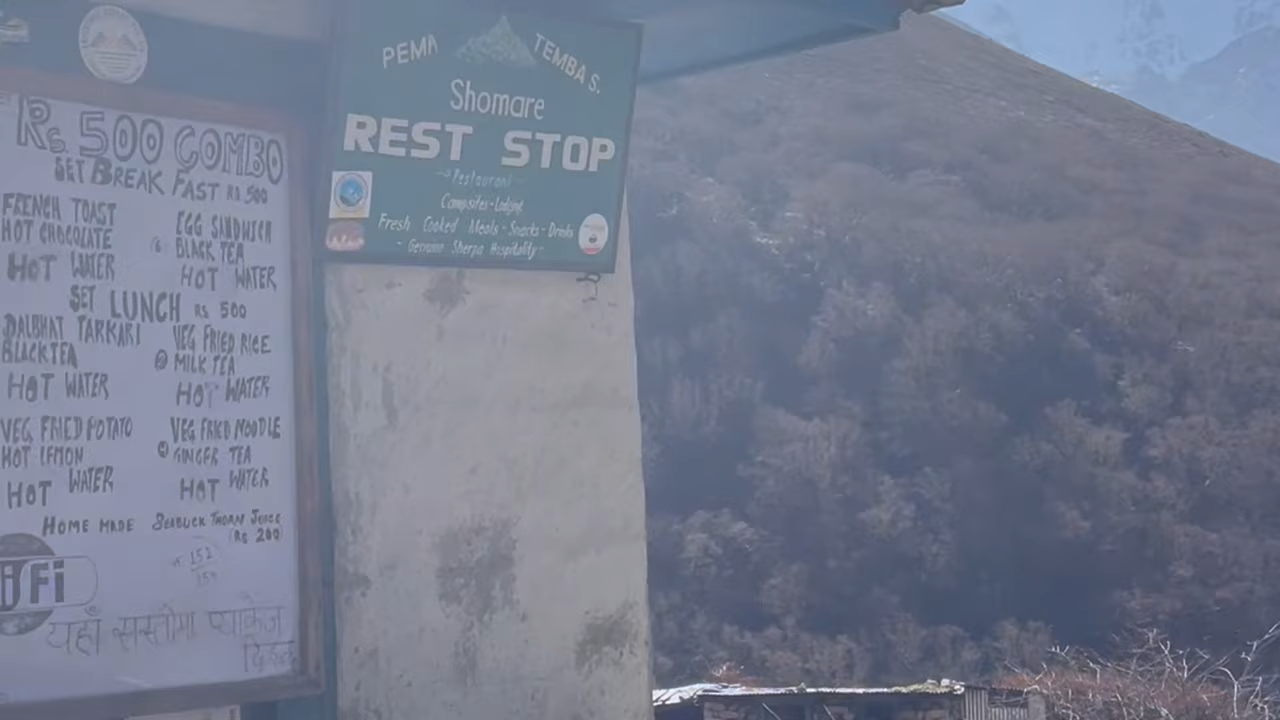 Rs. 500 COMBO
SET BREAK FAST RS 500
FRENCH TOAST
HOT CHOCOLATE
HOT WATER
EGG SANDWICH
BLACK TEA
HOT WATER
SET LUNCH RS 500
DALBHAT TARKARI
BLACK TEA
HOT WATER
VEG FRIED RICE
② MILK TEA
HOT WATER
VEG FRIED POTATO
HOT LEMON
HOT WATER
VEG FRIED NOODLE
④ GINGER TEA
HOT WATER
HOME MADE SEABUCK THORN JUICE
(RS 200)
Fi
यहाँ सस्तोमा प्याकेज
PEMA TEMBA S.
Shomare
REST STOP
Restaurant
Campsites-Lodging
Fresh Cooked Meals - Snacks - Drinks
- Genuine Sherpa Hospitality -